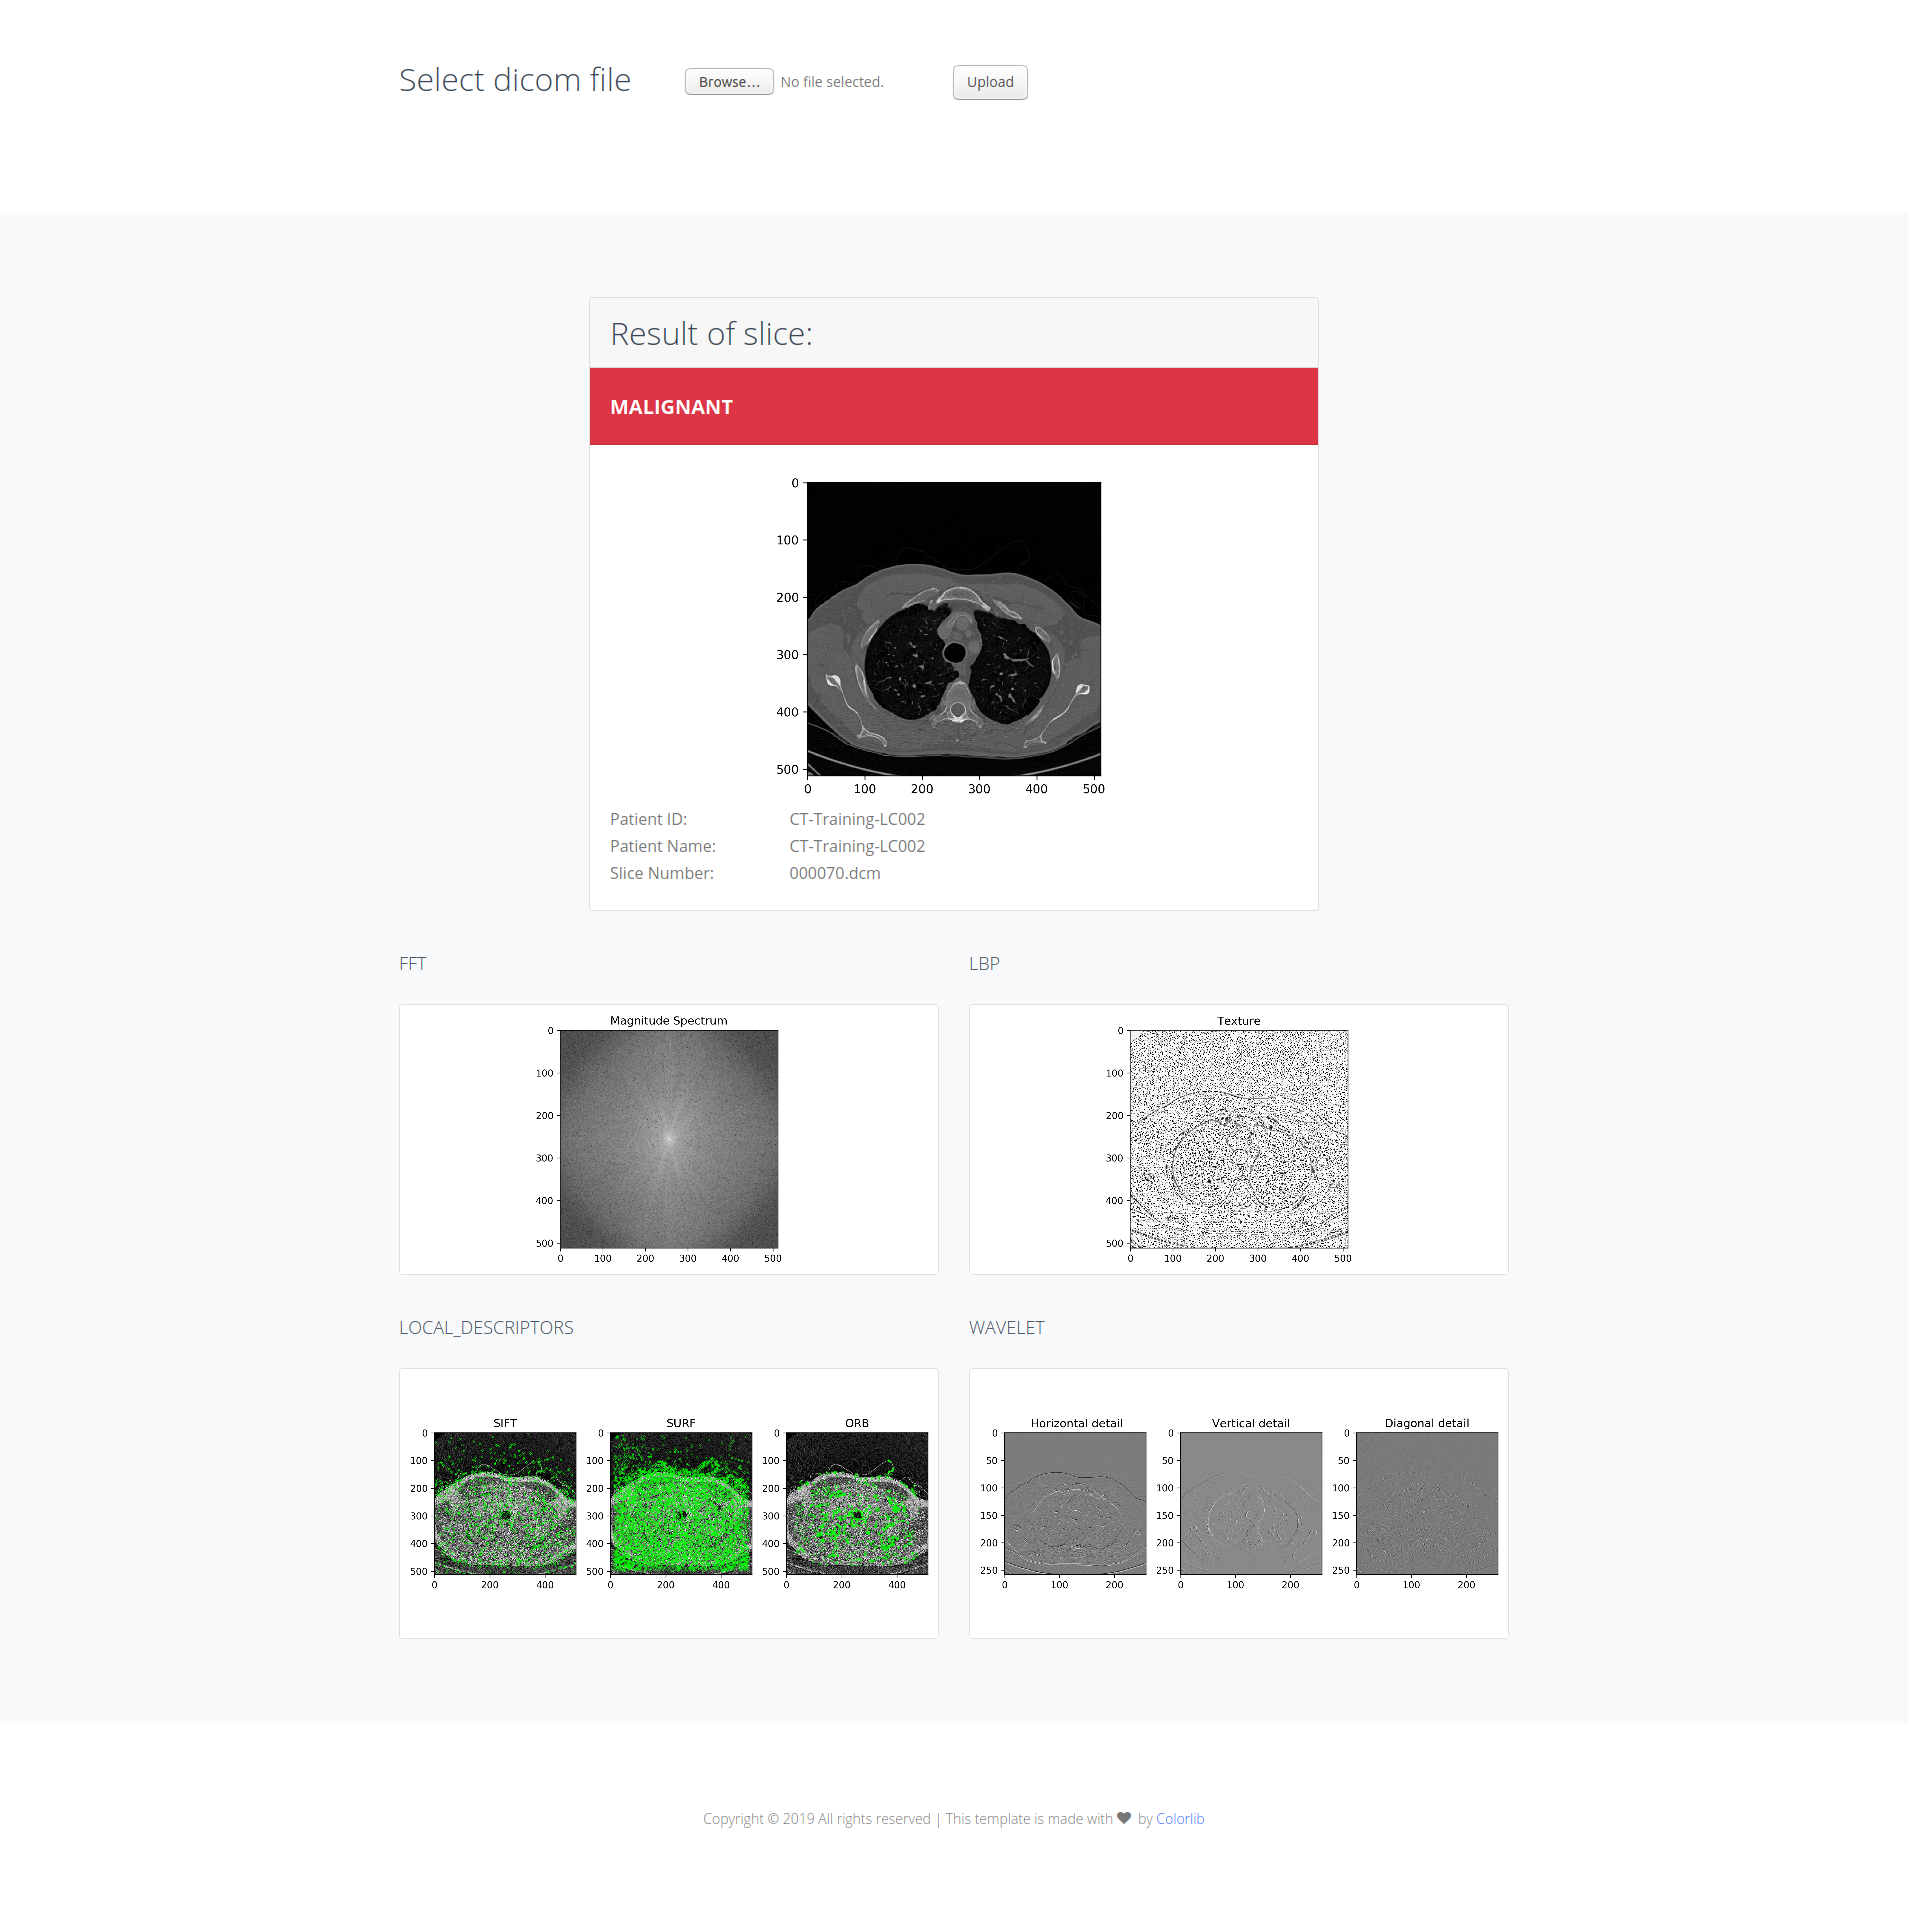 Select dicom file Browse... No file selected. Upload
Result of slice:
MALIGNANT
0
100
200
300
400
500
0 100 200 300 400 500
Patient ID: CT-Training-LC002
Patient Name: CT-Training-LC002
Slice Number: 000070.dcm
FFT
Magnitude Spectrum
0
100
200
300
400
500
0 100 200 300 400 500
LBP
Texture
0
100
200
300
400
500
0 100 200 300 400 500
LOCAL_DESCRIPTORS
SIFT
0
100
200
300
400
500
0 200 400
SURF
0
100
200
300
400
500
0 200 400
ORB
0
100
200
300
400
500
0 200 400
WAVELET
Horizontal detail
0
50
100
150
200
250
0 100 200
Vertical detail
0
50
100
150
200
250
0 100 200
Diagonal detail
0
50
100
150
200
250
0 100 200
Copyright © 2019 All rights reserved | This template is made with ♥ by Colorlib